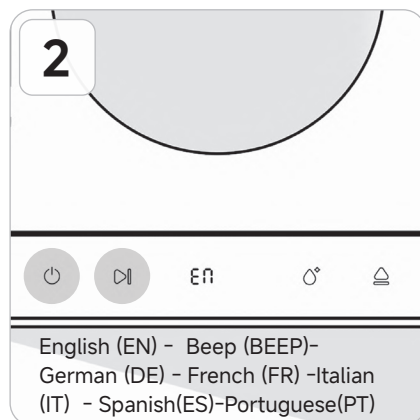 2
EN
English (EN) - Beep (BEEP)-
German (DE) - French (FR) -Italian
(IT) - Spanish(ES)-Portuguese(PT)